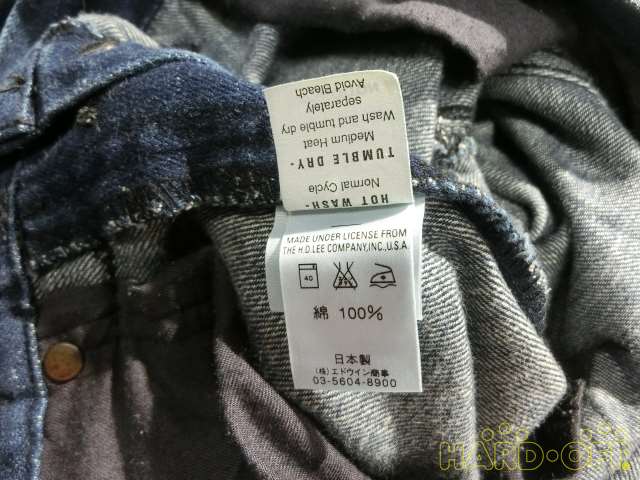 HOT WASH-
Normal Cycle
TUMBLE DRY-
Medium Heat
Wash and tumble dry
separately
Avoid Bleach
MADE UNDER LICENSE FROM
THE H.D.LEE COMPANY,INC.,U.S.A.
40
綿 100%
日本製
(株)エドウイン商事
03-5604-8900
HARD・OFF